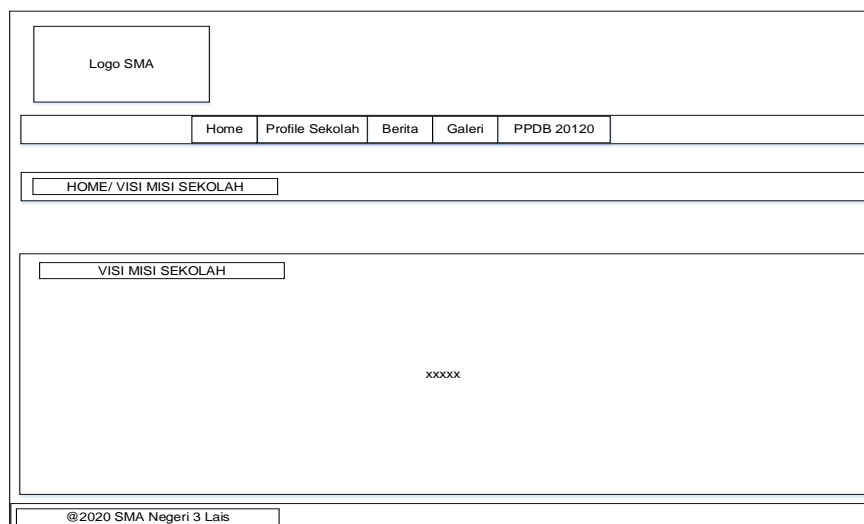 Logo SMA
Home Profile Sekolah Berita Galeri PPDB 20120
HOME/ VISI MISI SEKOLAH
VISI MISI SEKOLAH
xxxxx
@2020 SMA Negeri 3 Lais